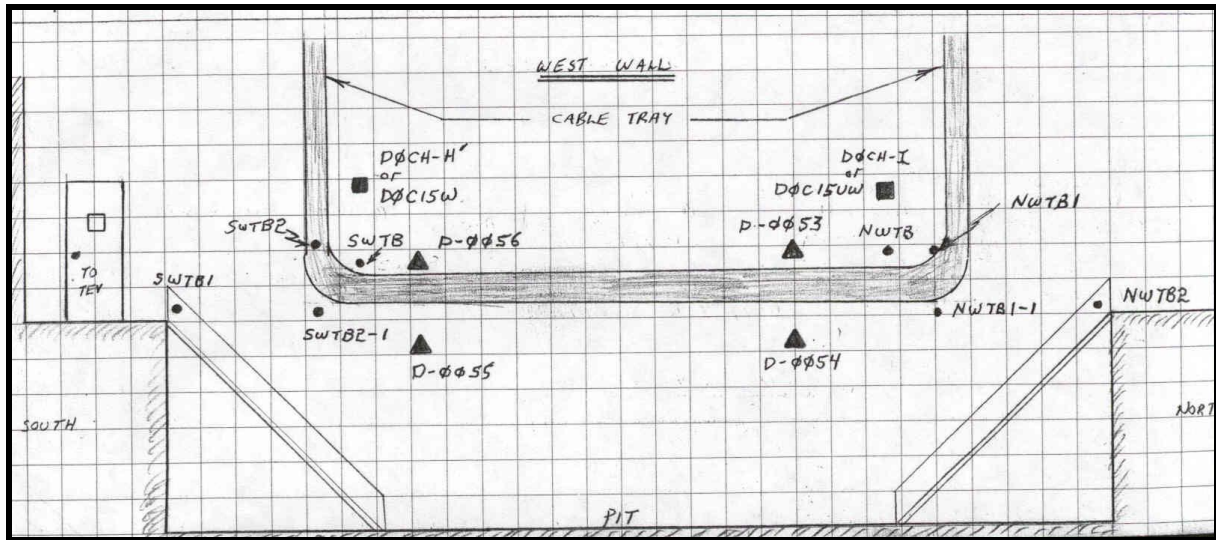 WEST WALL
CABLE TRAY
DØCH-H'
or
DØC15W
DØCH-I
or
DØC15UW
NWTB1
SWTB2
SWTB
D-ØØ56
D-ØØ53
NWTB
TO
TEV
SWTB1
NWTB2
SWTB2-1
NWTB1-1
D-ØØ55
D-ØØ54
SOUTH
NORT
PIT